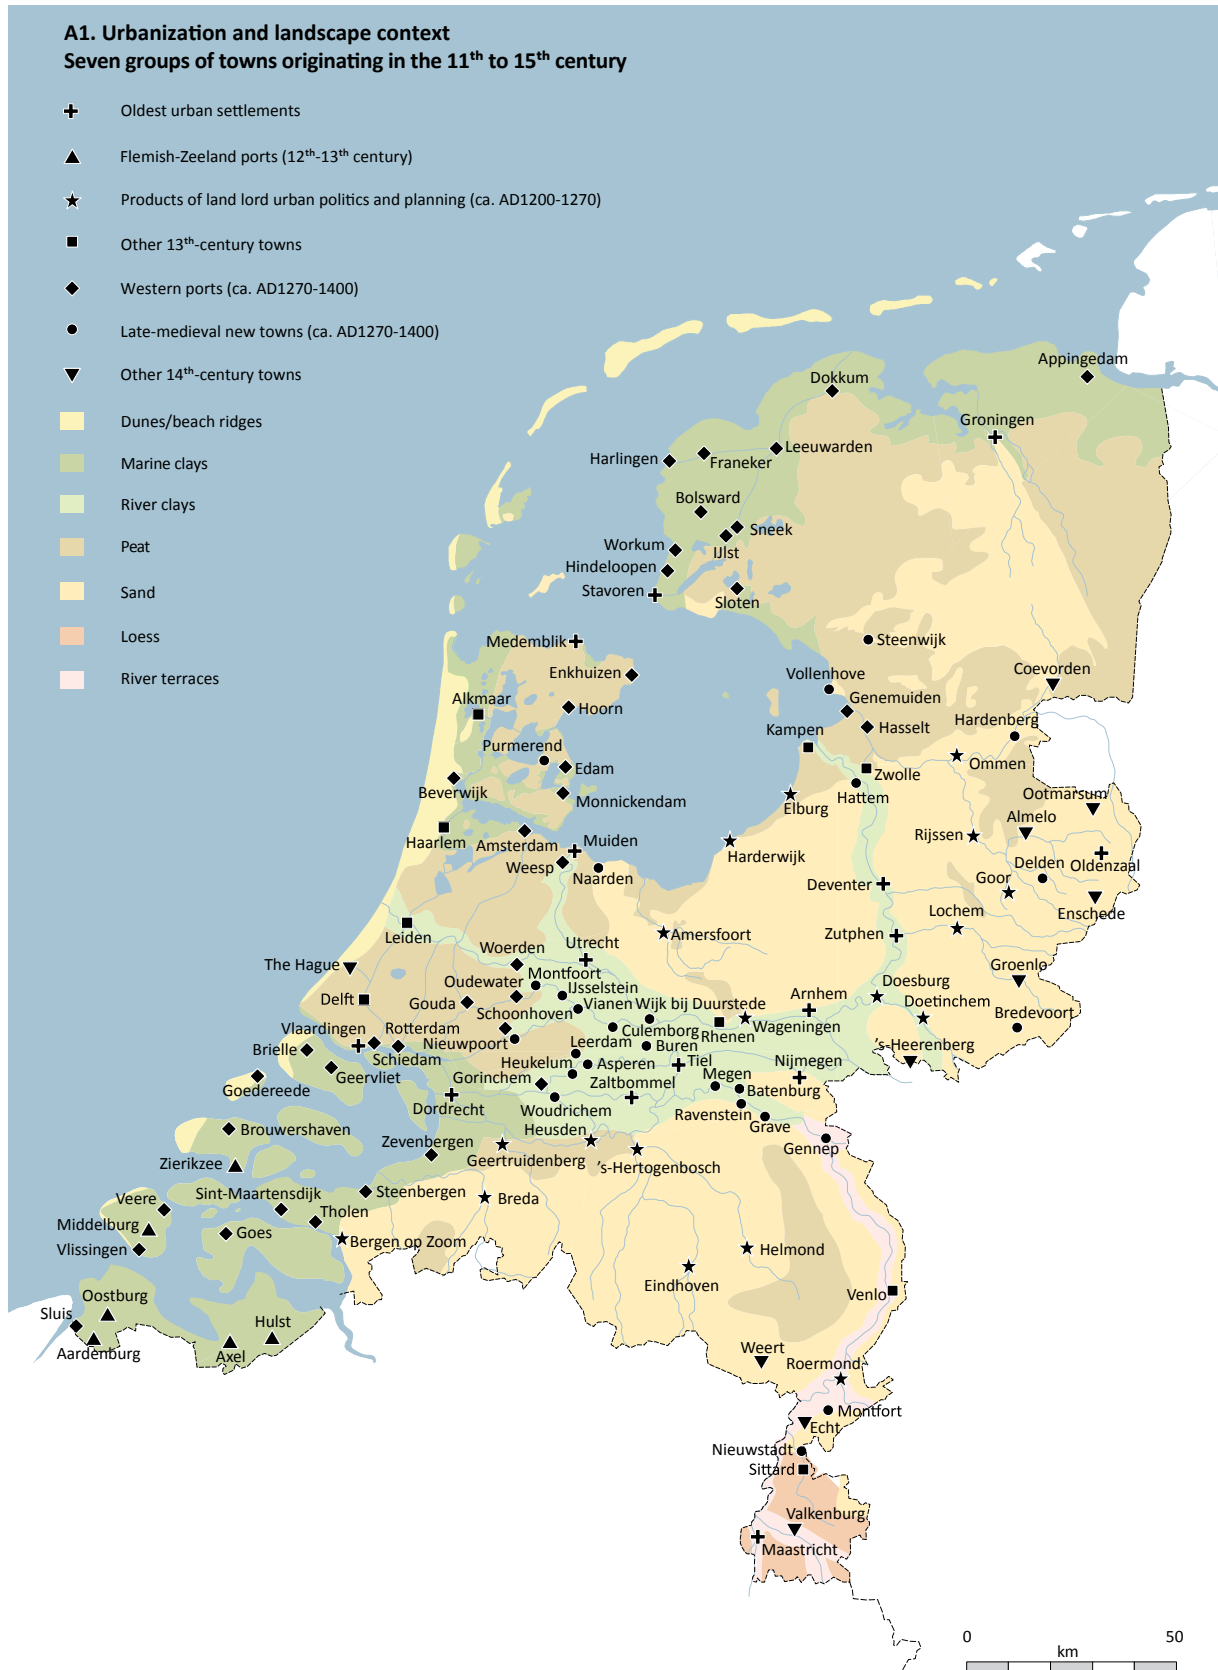 A1. Urbanization and landscape context
Seven groups of towns originating in the 11th to 15th century
Oldest urban settlements
Flemish-Zeeland ports (12th-13th century)
Products of land lord urban politics and planning (ca. AD1200-1270)
Other 13th-century towns
Western ports (ca. AD1270-1400)
Late-medieval new towns (ca. AD1270-1400)
Other 14th-century towns
Dunes/beach ridges
Marine clays
River clays
Peat
Sand
Loess
River terraces
Appingedam
Dokkum
Groningen
Leeuwarden
Harlingen
Franeker
Bolsward
Sneek
IJlst
Workum
Hindeloopen
Stavoren
Sloten
Steenwijk
Medemblik
Enkhuizen
Vollenhove
Coevorden
Alkmaar
Hoorn
Genemuiden
Hasselt
Hardenberg
Kampen
Purmerend
Edam
Zwolle
Ommen
Beverwijk
Monnickendam
Elburg
Hattem
Ootmarsum
Almelo
Haarlem
Amsterdam
Muiden
Weesp
Naarden
Harderwijk
Rijssen
Oldenzaal
Delden
Goor
Deventer
Enschede
Leiden
Amersfoort
Lochem
Zutphen
Woerden
Utrecht
The Hague
Montfoort
Oudewater
IJsselstein
Groenlo
Delft
Gouda
Vianen
Wijk bij Duurstede
Arnhem
Doesburg
Doetinchem
Schoonhoven
Culemborg
Rhenen
Wageningen
Bredevoort
Vlaardingen
Rotterdam
Nieuwpoort
Leerdam
Buren
's-Heerenberg
Brielle
Schiedam
Geervliet
Heukelum
Asperen
Tiel
Nijmegen
Goedereede
Gorinchem
Zaltbommel
Megen
Batenburg
Dordrecht
Woudrichem
Ravenstein
Grave
Brouwershaven
Zevenbergen
Heusden
Gennep
Geertruidenberg
's-Hertogenbosch
Zierikzee
Sint-Maartensdijk
Steenbergen
Breda
Veere
Tholen
Middelburg
Goes
Bergen op Zoom
Vlissingen
Helmond
Eindhoven
Oostburg
Venlo
Sluis
Hulst
Aardenburg
Axel
Weert
Roermond
Montfort
Echt
Nieuwstadt
Sittard
Valkenburg
Maastricht
0 50
km